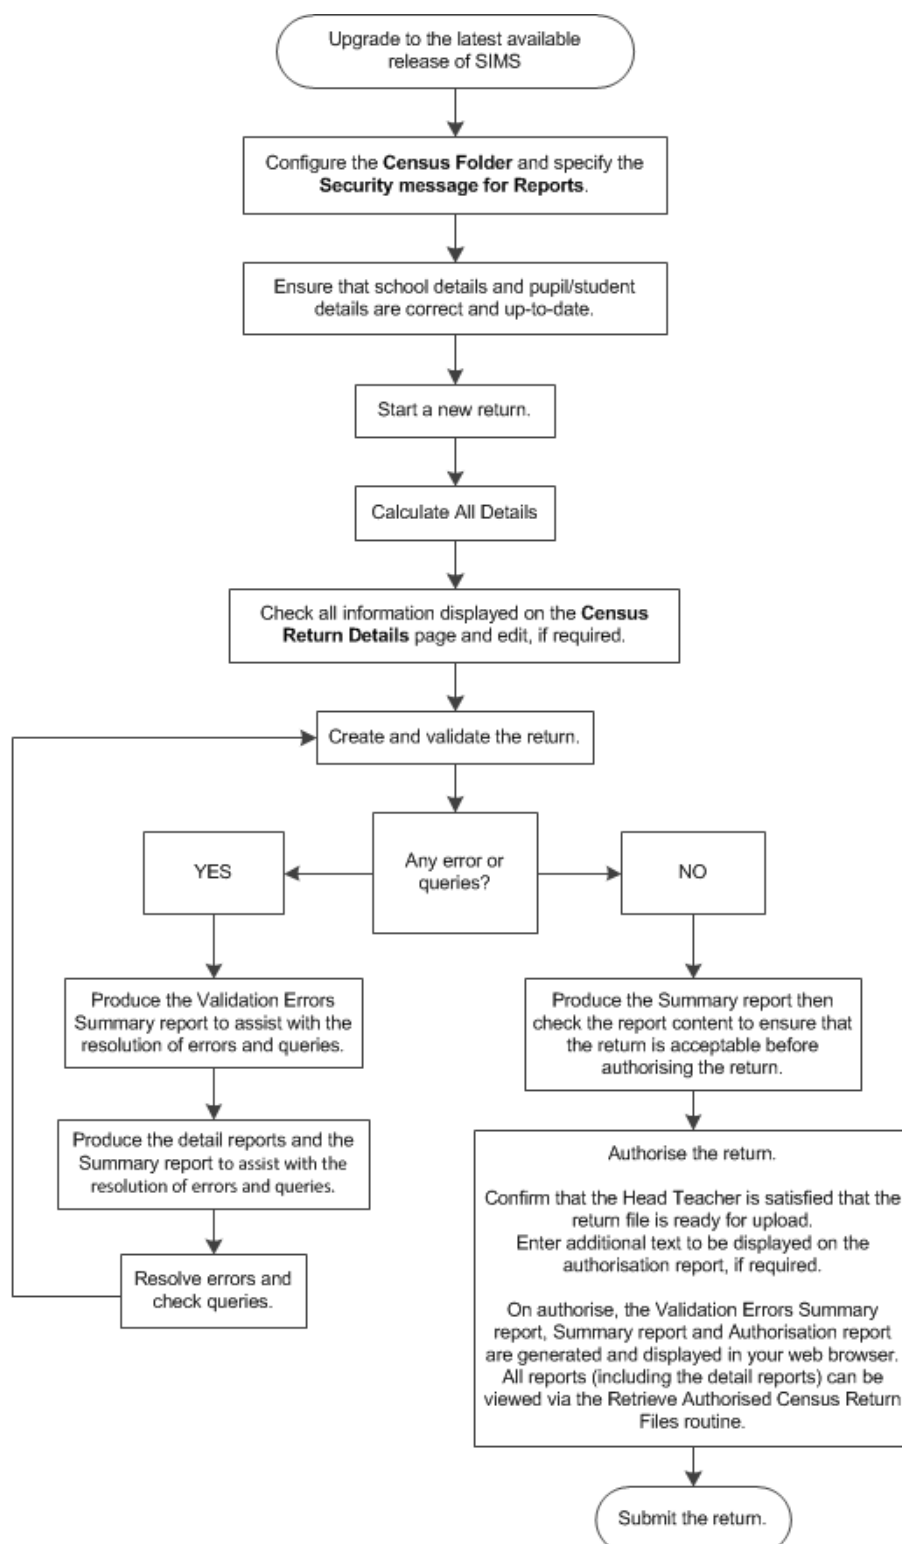 Upgrade to the latest available
release of SIMS
Configure the Census Folder and specify the
Security message for Reports.
Ensure that school details and pupil/student
details are correct and up-to-date.
Start a new return.
Calculate All Details
Check all information displayed on the Census
Return Details page and edit, if required.
Create and validate the return.
Any error or
queries?
YES
NO
Produce the Validation Errors
Summary report to assist with the
resolution of errors and queries.
Produce the detail reports and the
Summary report to assist with the
resolution of errors and queries.
Resolve errors and
check queries.
Produce the Summary report then
check the report content to ensure that
the return is acceptable before
authorising the return.
Authorise the return.
Confirm that the Head Teacher is satisfied that the
return file is ready for upload.
Enter additional text to be displayed on the
authorisation report, if required.
On authorise, the Validation Errors Summary
report, Summary report and Authorisation report
are generated and displayed in your web browser.
All reports (including the detail reports) can be
viewed via the Retrieve Authorised Census Return
Files routine.
Submit the return.